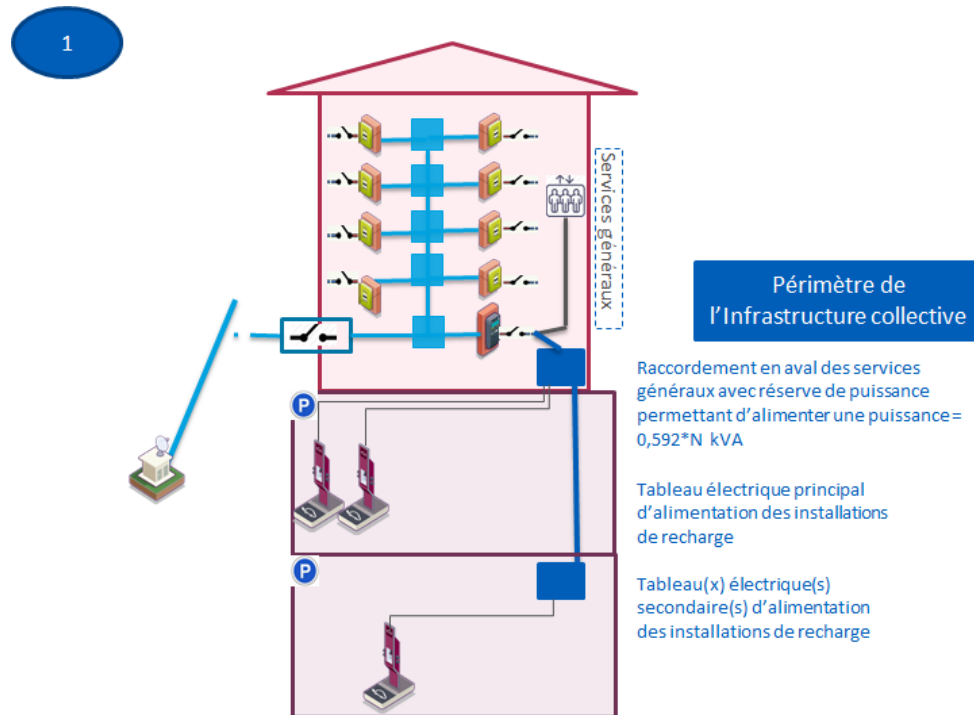 1
Services généraux
Périmètre de
l’Infrastructure collective
Raccordement en aval des services
généraux avec réserve de puissance
permettant d’alimenter une puissance =
0,592*N kVA
Tableau électrique principal
d’alimentation des installations
de recharge
Tableau(x) électrique(s)
secondaire(s) d’alimentation
des installations de recharge
P
P